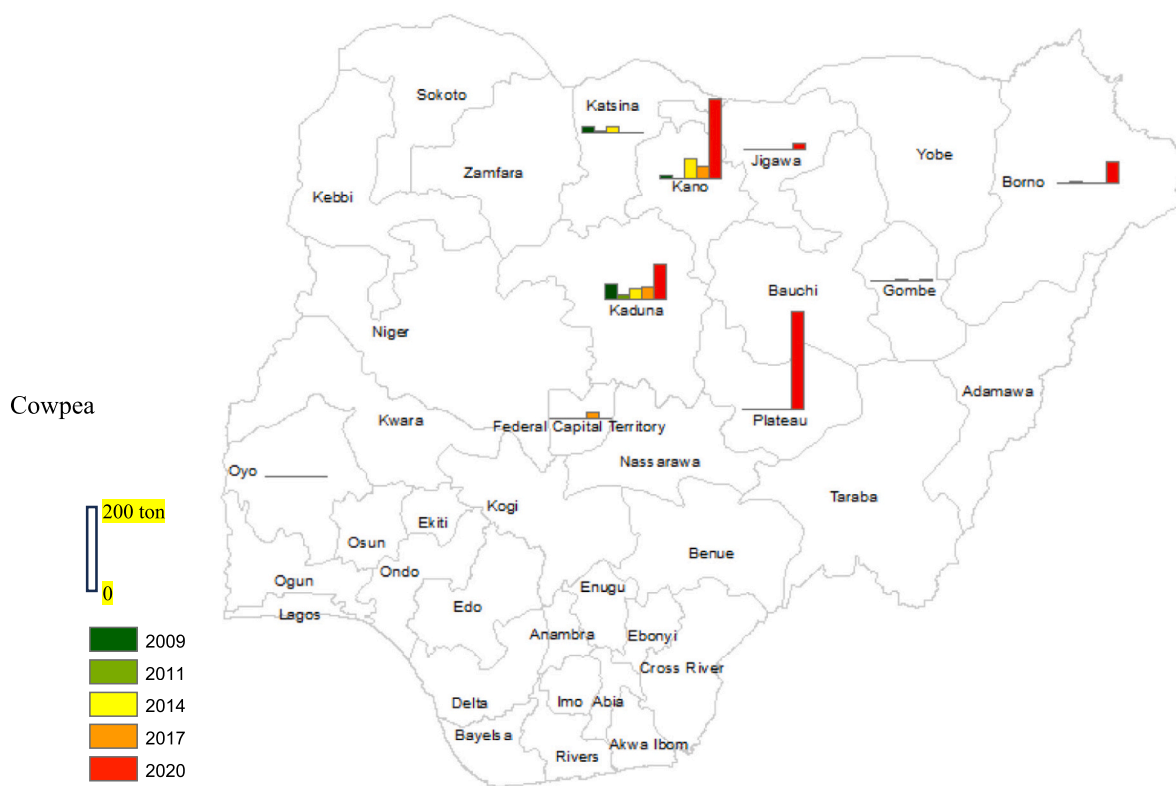 Sokoto
Katsina
Jigawa
Yobe
Zamfara
Kano
Borno
Kebbi
Bauchi
Gombe
Kaduna
Niger
Adamawa
Cowpea
Kwara
Federal Capital Territory
Plateau
Nassarawa
Oyo
Taraba
200 ton
Kogi
Ekiti
Osun
Benue
Ondo
Ogun
Enugu
0
Edo
Lagos
Anambra
Ebonyi
2009
Cross River
2011
Delta
Imo
Abia
2014
Bayelsa
Akwa Ibom
2017
Rivers
2020